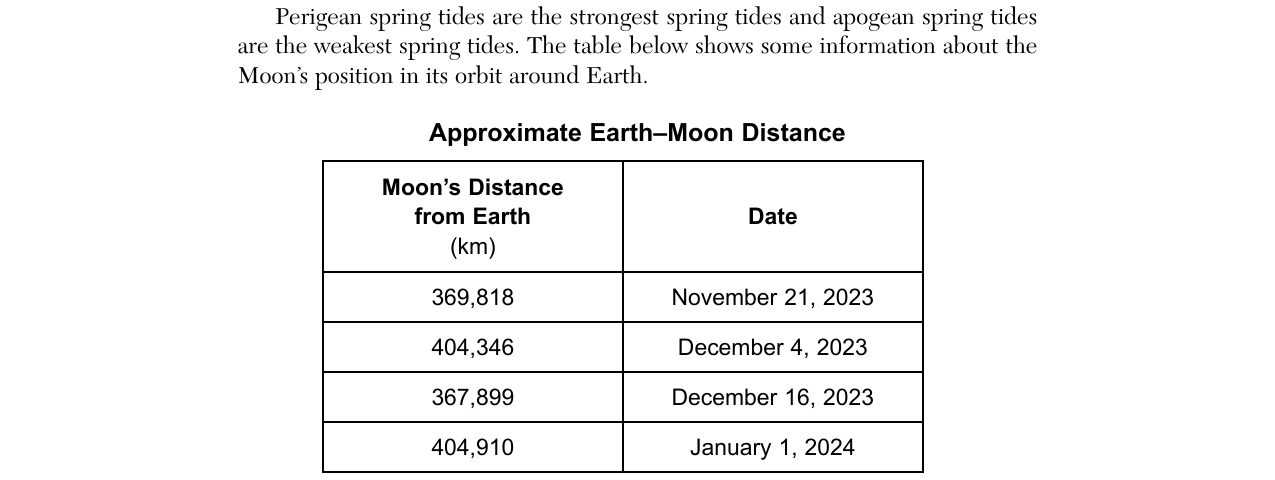 Perigean spring tides are the strongest spring tides and apogean spring tides
are the weakest spring tides. The table below shows some information about the
Moon’s position in its orbit around Earth.
Approximate Earth–Moon Distance
Moon’s Distance
from Earth
(km)
Date
369,818 November 21, 2023
404,346 December 4, 2023
367,899 December 16, 2023
404,910 January 1, 2024